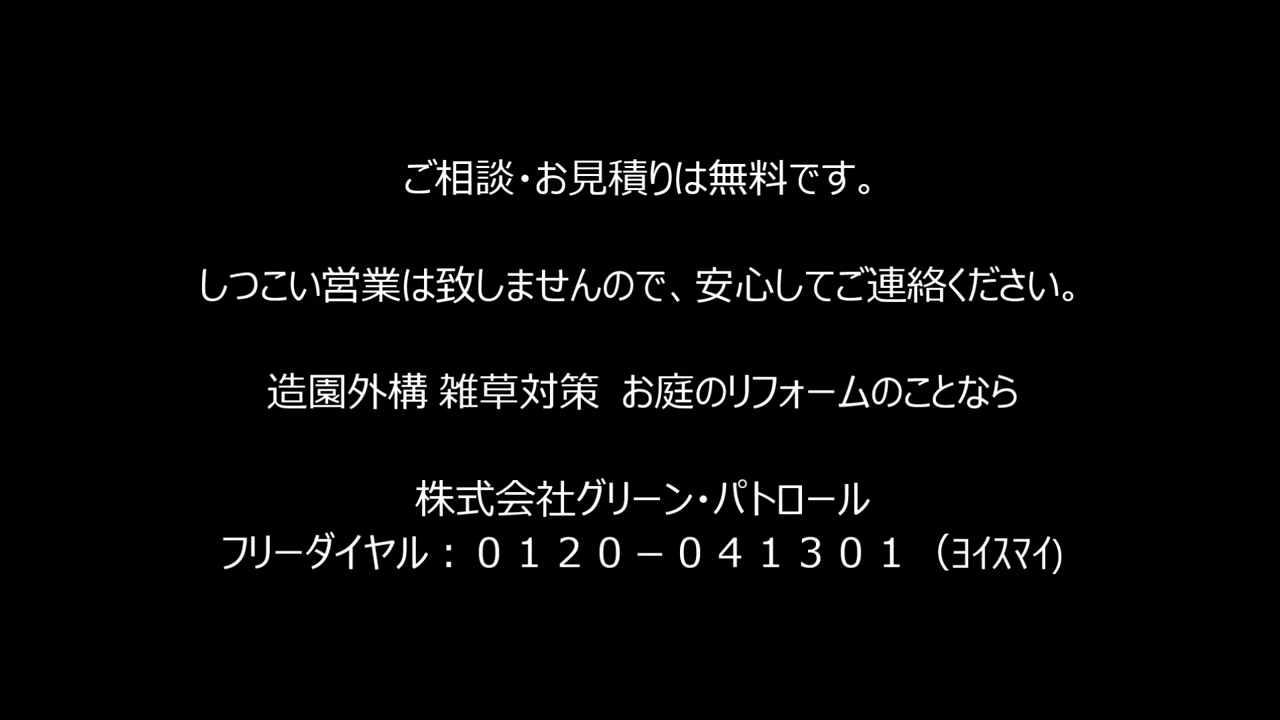 ご相談・お見積りは無料です。
しつこい営業は致しませんので、安心してご連絡ください。
造園外構 雑草対策  お庭のリフォームのことなら
株式会社グリーン・パトロール
フリーダイヤル：０１２０－０４１３０１ （ﾖｲｽﾏｲ)